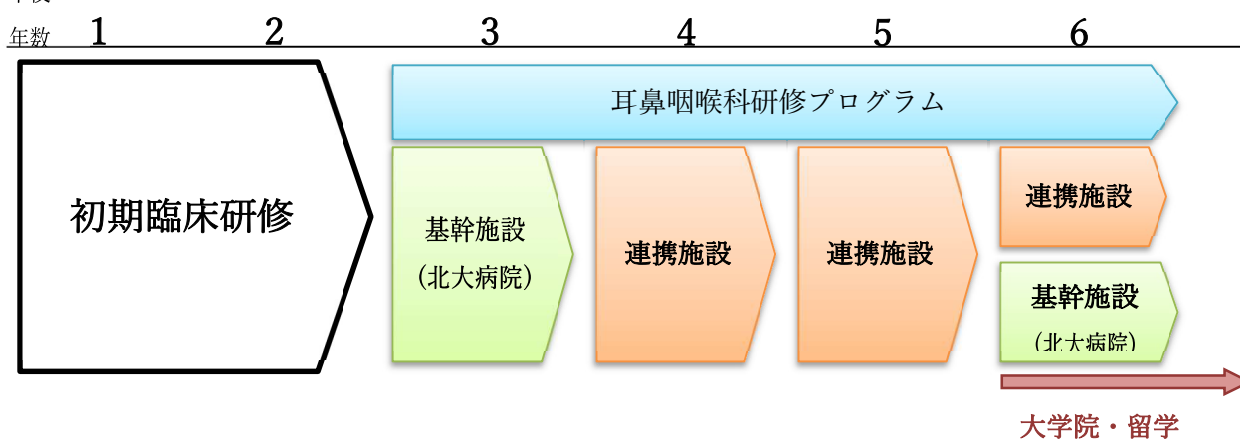 年数 1 2 3 4 5 6
耳鼻咽喉科研修プログラム
初期臨床研修
基幹施設
(北大病院)
連携施設
連携施設
連携施設
基幹施設
(北大病院)
大学院・留学